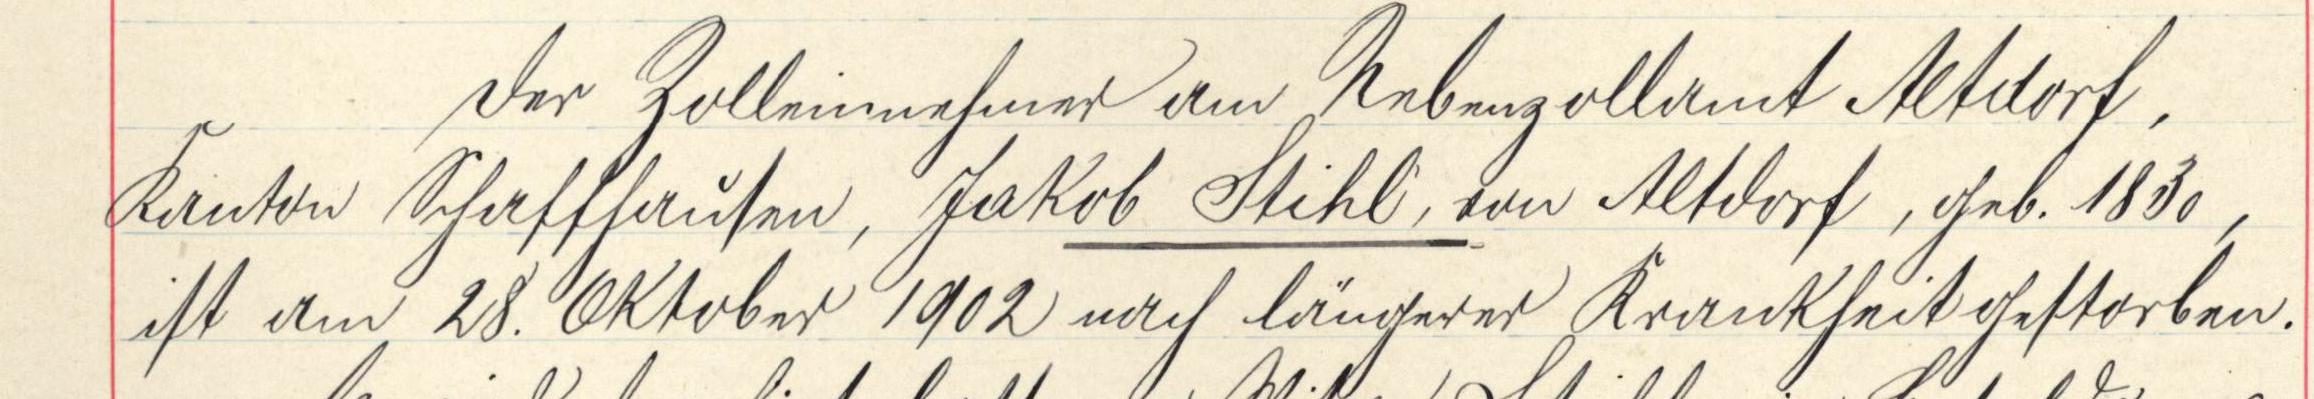 Der Zolleinnehmer am Nebenzollamt Altdorf,
Kanton Schaffhausen, Jakob Stihl, von Altdorf, geb. 1830,
ist am 28. Oktober 1902 nach längerer Krankheit gestorben.